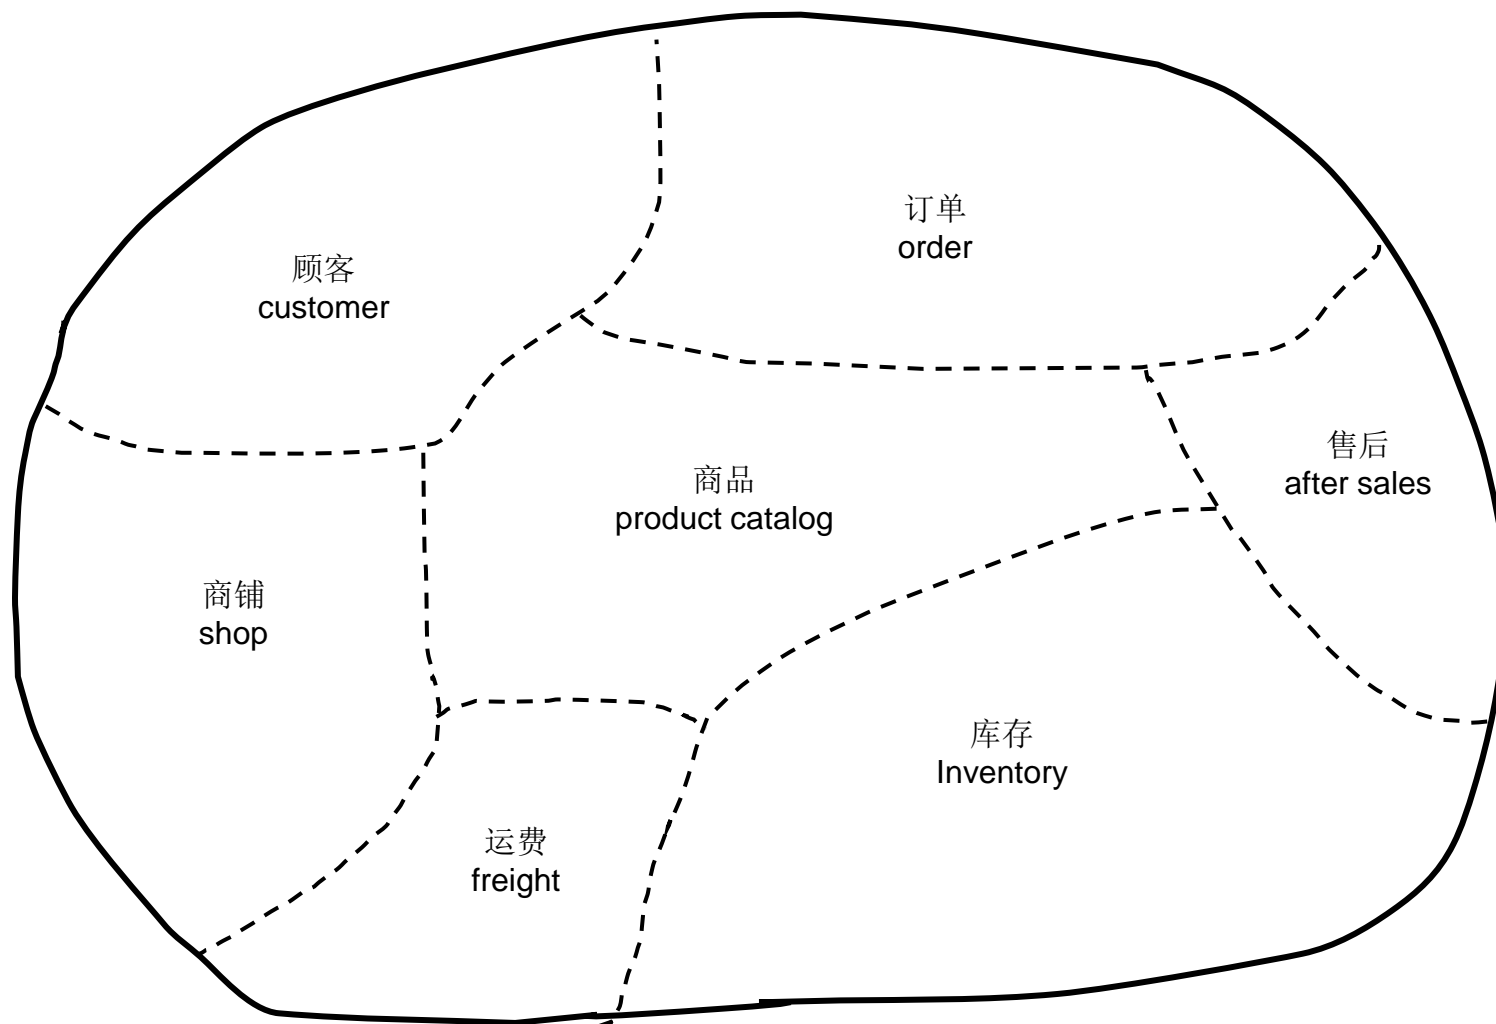 订单
order
顾客
customer
售后
after sales
商品
product catalog
商铺
shop
库存
Inventory
运费
freight